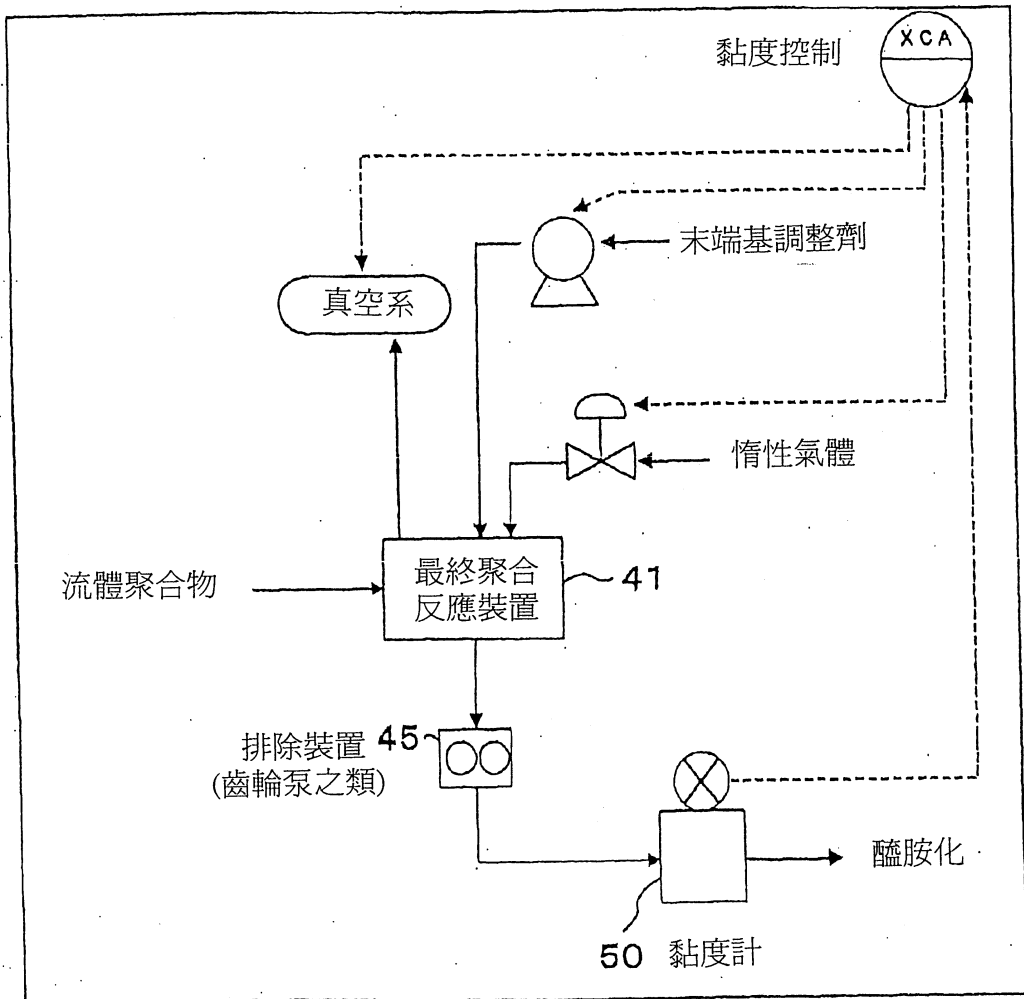 黏度控制
XCA
末端基調整劑
真空系
惰性氣體
流體聚合物
最終聚合
反應裝置
41
排除裝置
45
(齒輪泵之類)
醯胺化
50
黏度計